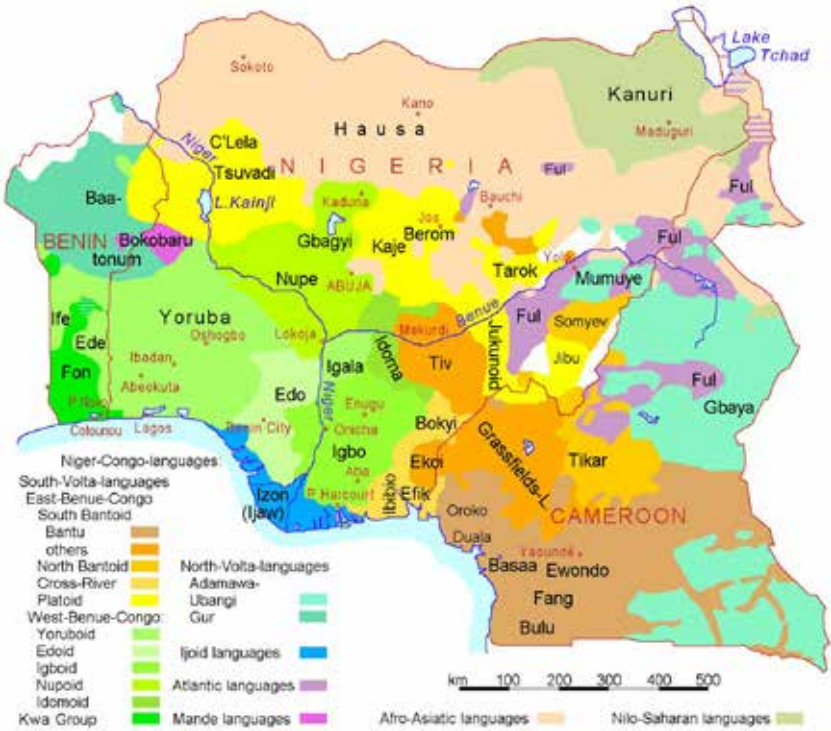 Lake
Tchad
Sokoto
Kanuri
Kano
Hausa
Maduguri
C'Lela
Niger
Tsuvadi
NIGERIA
Ful
Ful
L.Kainji
Kaduna
Bauchi
Baa-
Jos
Gbagyi
Berom
Kaje
BENIN
Bokobaru
tonum
Ful
Yola
Tarok
Mumuye
Nupe
ABUJA
Benue
Yoruba
Ife
Ful
Somyev
Ede
Oshogbo
Lokoja
Makurdi
Idoma
Jukunoid
Ibadan
Igala
Tiv
Jibu
Fon
Abeokuta
Edo
Niger
Ful
Enugu
Gbaya
P.Novo
Bokyi
Cotounou
Lagos
Benin City
Onicha
Grassfields-L
Igbo
Ekoi
Tikar
Aba
Izon
(Ijaw)
P.Harcourt
Ibibio
Efik
Oroko
CAMEROON
Duala
Yaoundé
Basaa
Ewondo
Fang
Bulu
Niger-Congo-languages:
South-Volta-languages
East-Benue-Congo
South Bantoid
Bantu
others
North Bantoid
Cross-River
Platoid
West-Benue-Congo:
Yoruboid
Edoid
Igboid
Nupoid
Idomoid
Kwa Group
North-Volta-languages
Adamawa-
Ubangi
Gur
Ijoid languages
Atlantic languages
Mande languages
km 100 200 300 400 500
Afro-Asiatic languages
Nilo-Saharan languages